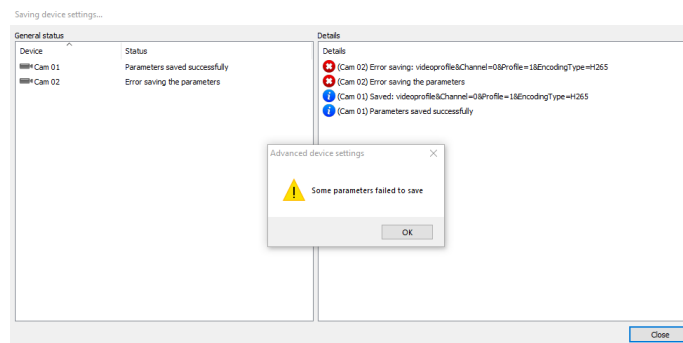 Saving device settings...
General status
Device Status
Cam 01 Parameters saved successfully
Cam 02 Error saving the parameters
Details
Details
(Cam 02) Error saving: videoprofile&Channel=0&Profile=1&EncodingType=H265
(Cam 02) Error saving the parameters
(Cam 01) Saved: videoprofile&Channel=0&Profile=1&EncodingType=H265
(Cam 01) Parameters saved successfully
Advanced device settings
Some parameters failed to save
OK
Close